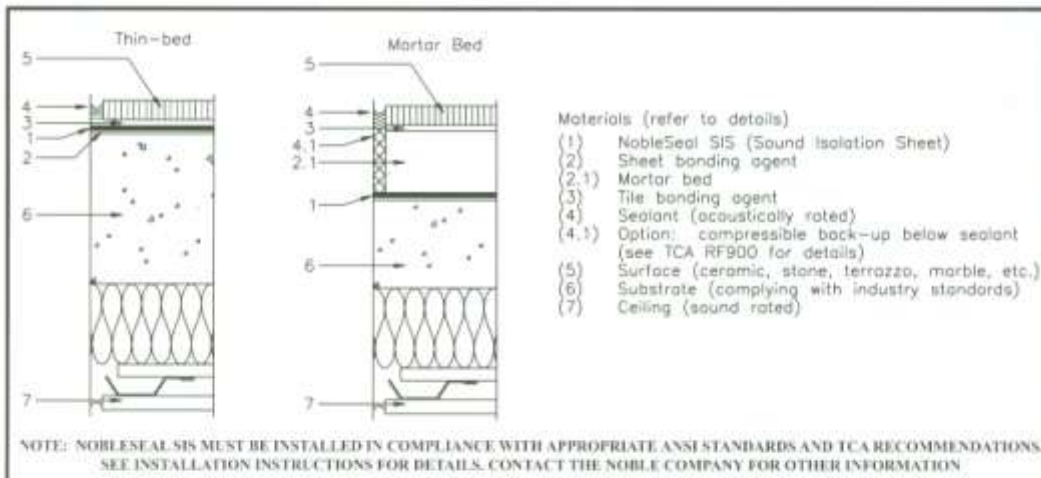 Thin-bed
5
4
3
1
2
6
7
Mortar Bed
5
4
3
4.1
2.1
1
6
7
Materials (refer to details)
(1) NobleSeal SIS (Sound Isolation Sheet)
(2) Sheet bonding agent
(2.1) Mortar bed
(3) Tile bonding agent
(4) Sealant (acoustically rated)
(4.1) Option: compressible back-up below sealant
(see TCA RF900 for details)
(5) Surface (ceramic, stone, terrazzo, marble, etc.)
(6) Substrate (complying with industry standards)
(7) Ceiling (sound rated)
NOTE: NOBLESEAL SIS MUST BE INSTALLED IN COMPLIANCE WITH APPROPRIATE ANSI STANDARDS AND TCA RECOMMENDATIONS.
SEE INSTALLATION INSTRUCTIONS FOR DETAILS. CONTACT THE NOBLE COMPANY FOR OTHER INFORMATION